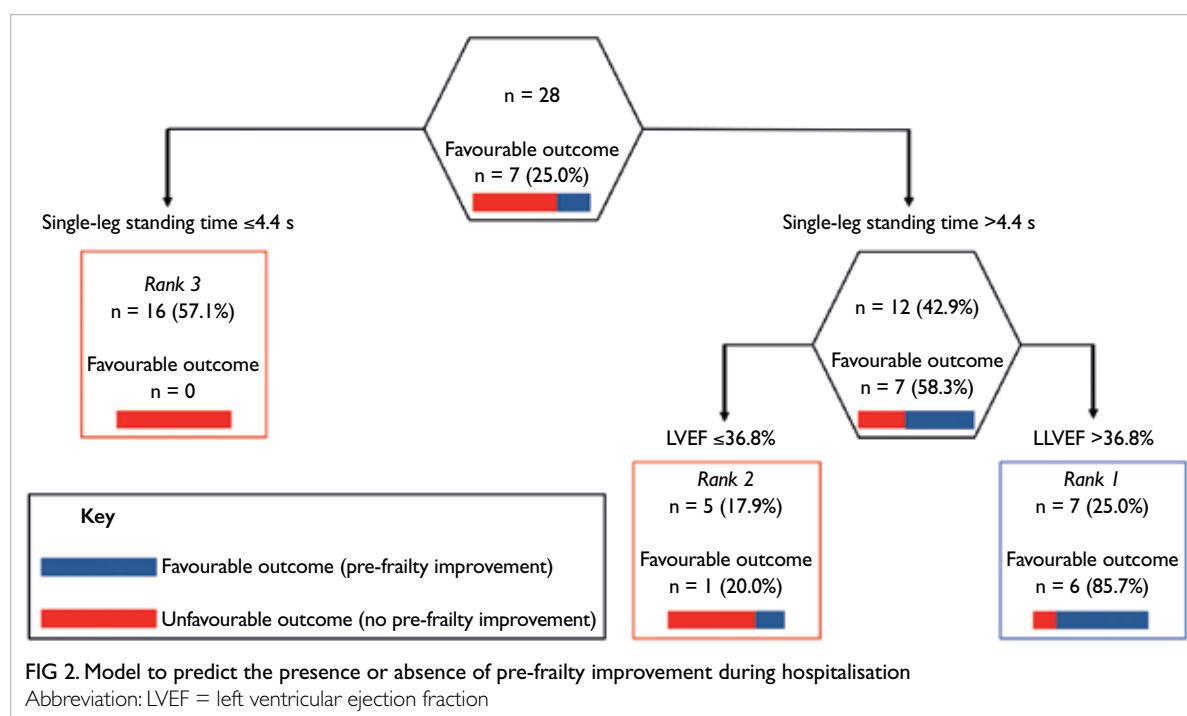 n = 28
Favourable outcome
n = 7 (25.0%)
Single-leg standing time ≤4.4 s
Rank 3
n = 16 (57.1%)
Favourable outcome
n = 0
Single-leg standing time >4.4 s
n = 12 (42.9%)
Favourable outcome
n = 7 (58.3%)
LVEF ≤36.8%
Rank 2
n = 5 (17.9%)
Favourable outcome
n = 1 (20.0%)
LLVEF >36.8%
Rank 1
n = 7 (25.0%)
Favourable outcome
n = 6 (85.7%)
Key
Favourable outcome (pre-frailty improvement)
Unfavourable outcome (no pre-frailty improvement)
FIG 2. Model to predict the presence or absence of pre-frailty improvement during hospitalisation
Abbreviation: LVEF = left ventricular ejection fraction